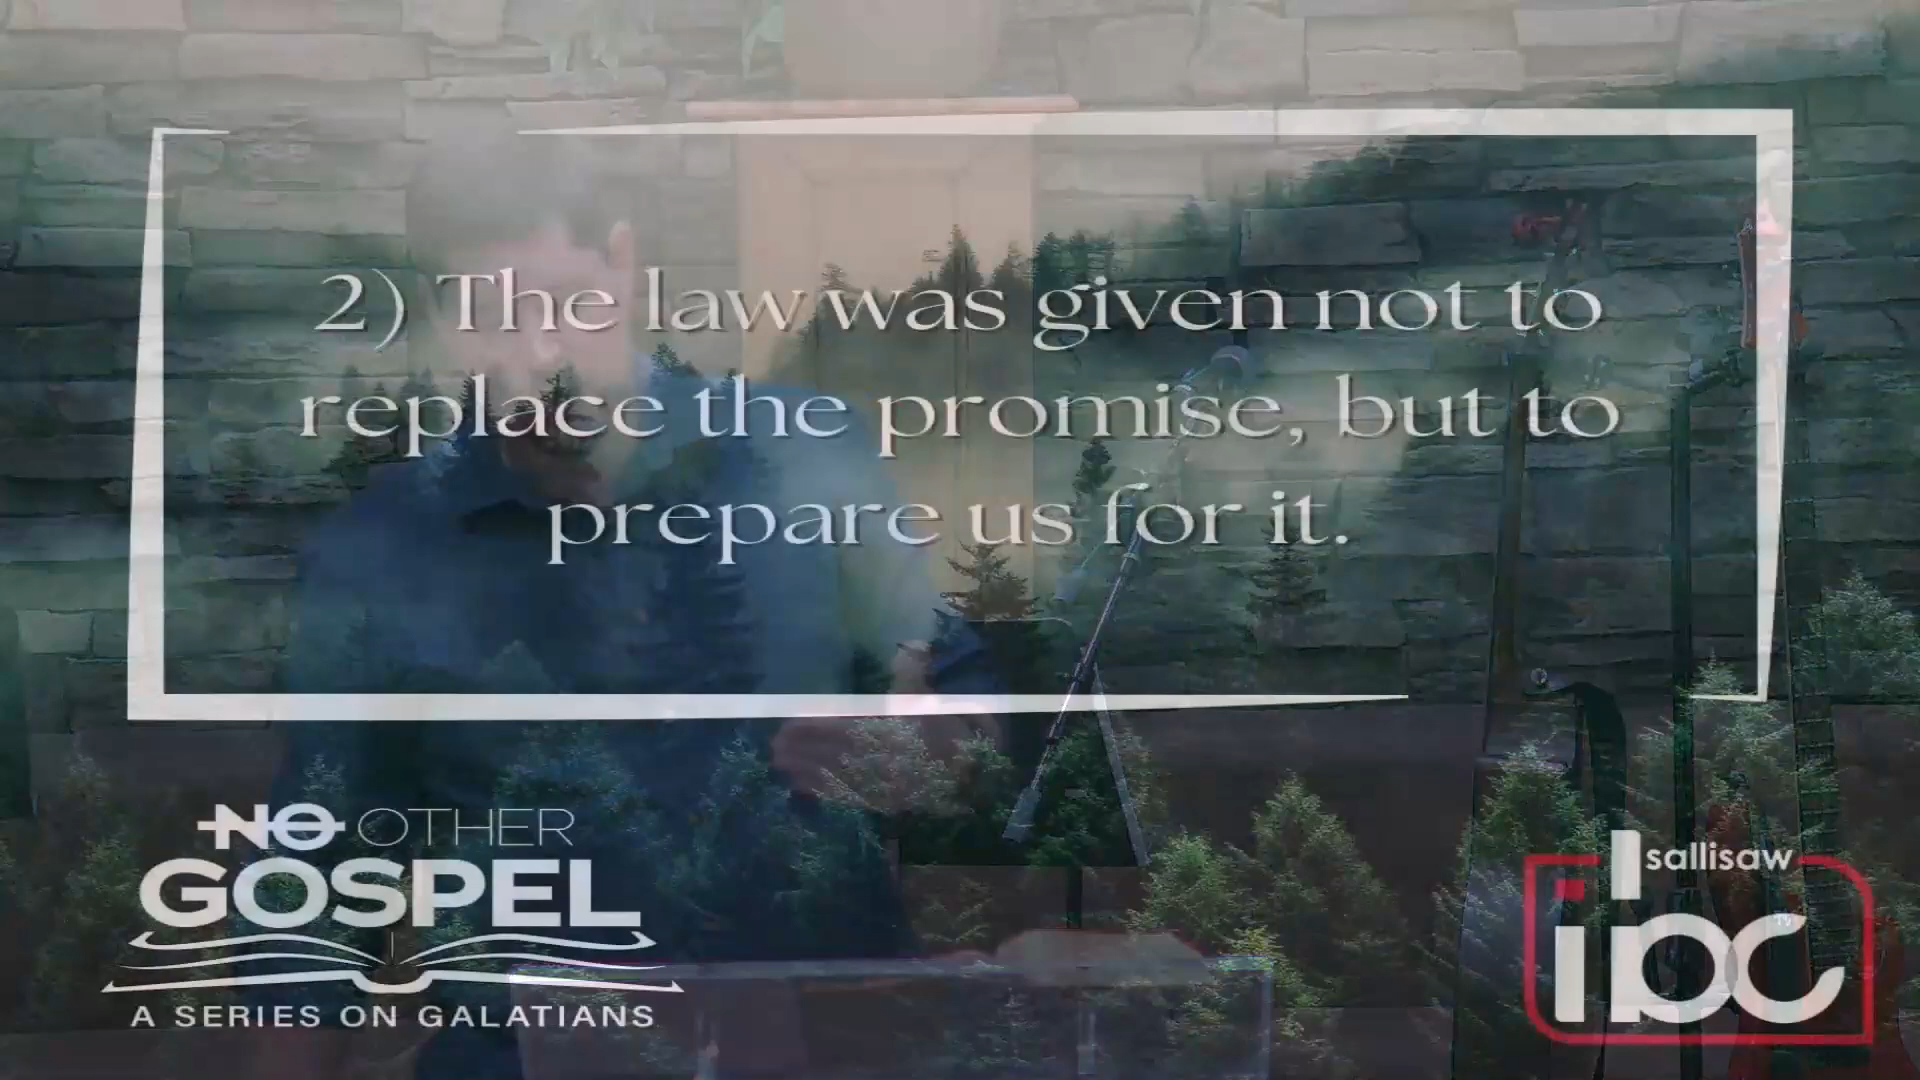 2) The law was given not to
replace the promise, but to
prepare us for it.
NO OTHER
GOSPEL
A SERIES ON GALATIANS
sallisaw
ibc